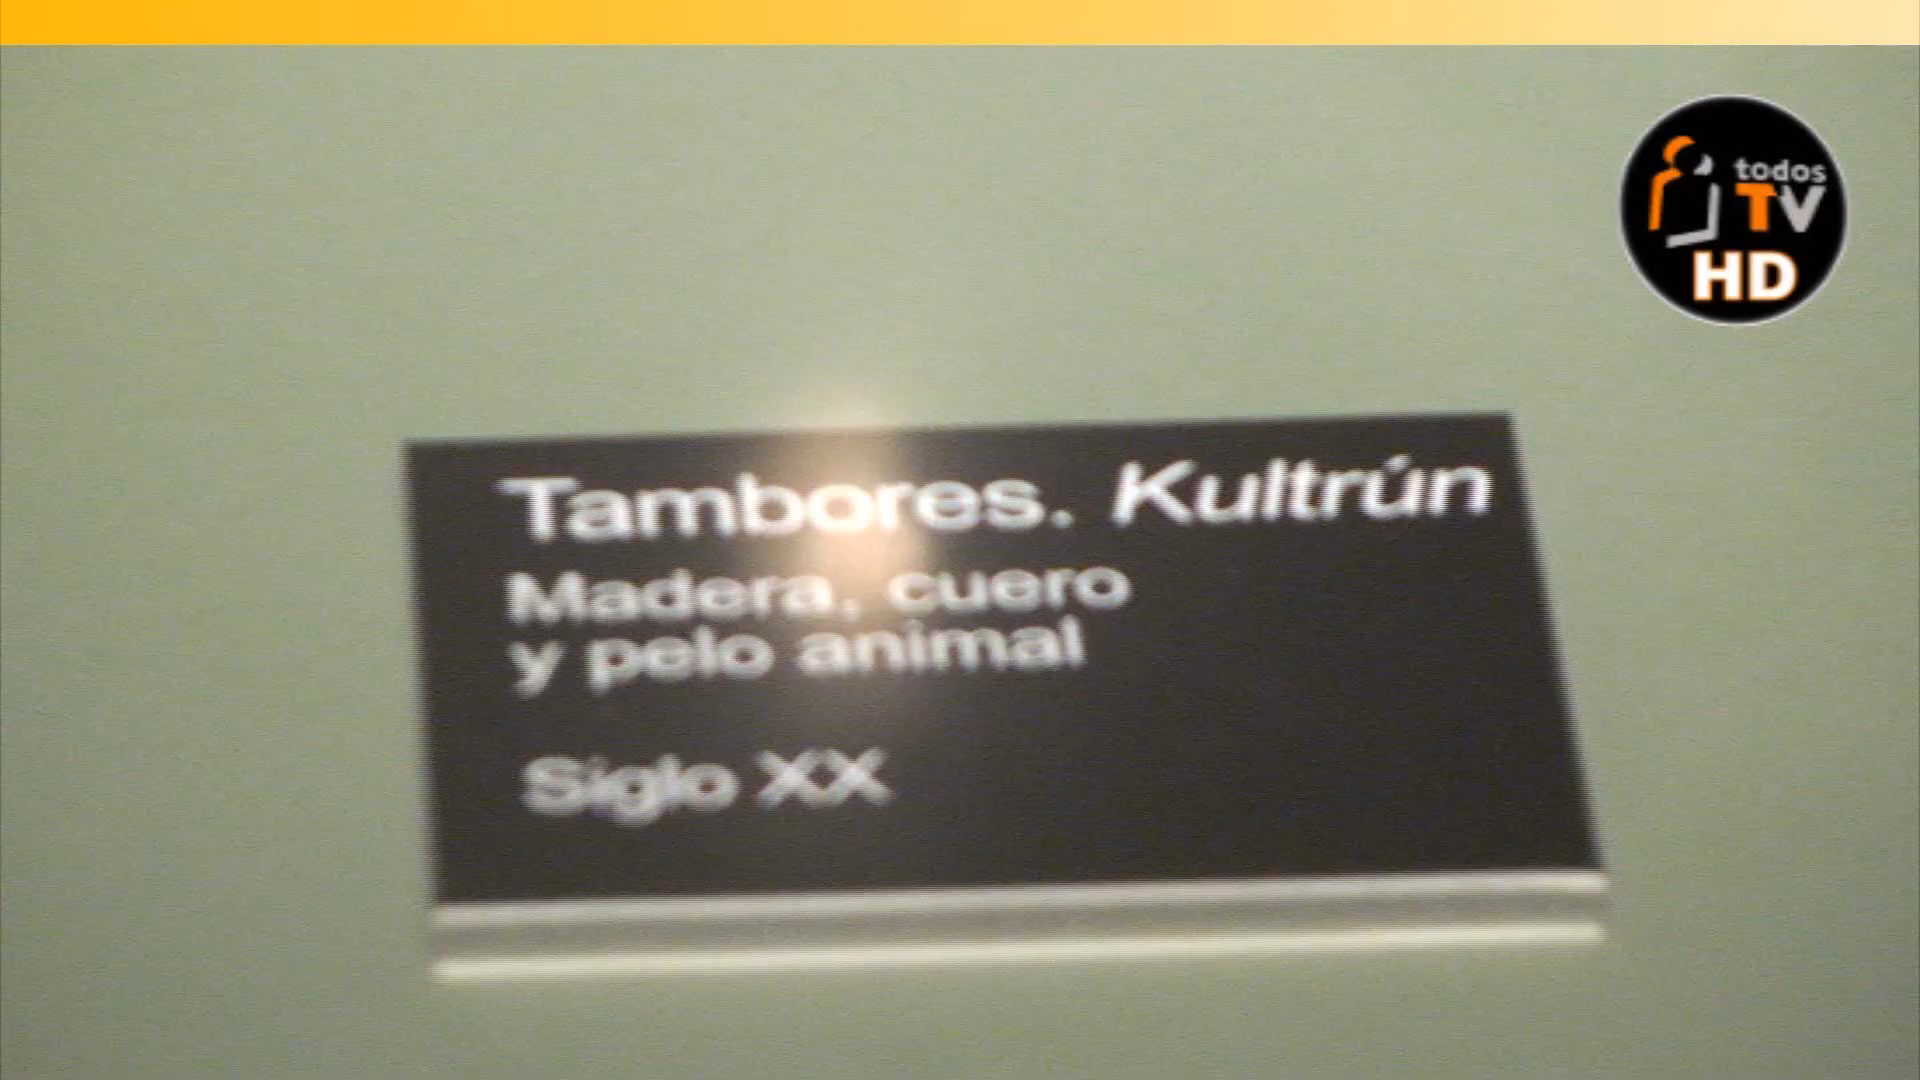 todos
TV
HD
Tambores. Kultrún
Madera, cuero
y pelo animal
Siglo XX